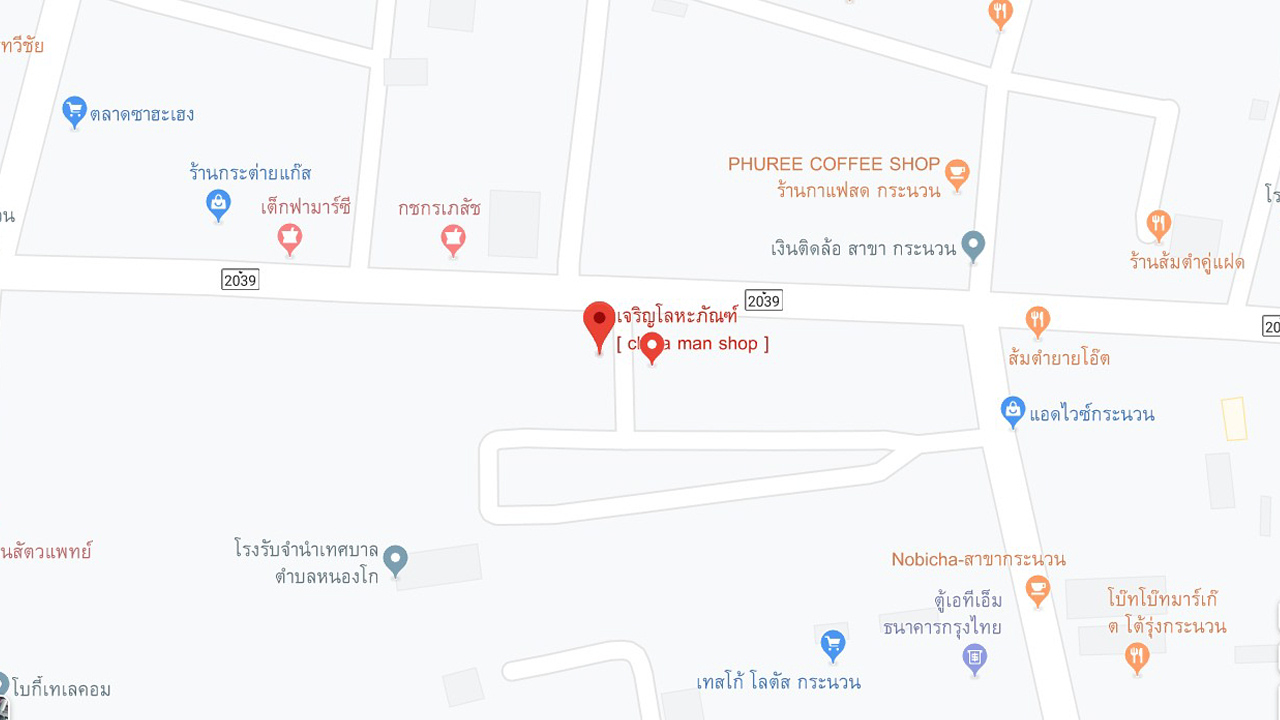 ทวีชัย
ตลาดซาฮะเฮง
ร้านกระต่ายแก๊ส
เต็กฟามาร์ซี
กชกรเภสัช
PHUREE COFFEE SHOP
ร้านกาแฟสด กระนวน
เงินติดล้อ สาขา กระนวน
ร้านส้มตำคู่แฝด
2039
2039
20
เจริญโลหะภัณฑ์
man shop ]
ส้มตำยายโอ๊ต
แอดไวซ์กระนวน
นสัตวแพทย์
โรงรับจำนำเทศบาล
ตำบลหนองโก
Nobicha-สาขากระนวน
ตู้เอทีเอ็ม
ธนาคารกรุงไทย
โบ๊ทโบ๊ทมาร์เก๊
ต โต้รุ่งกระนวน
เทสโก้ โลตัส กระนวน
โบกี้เทเลคอม